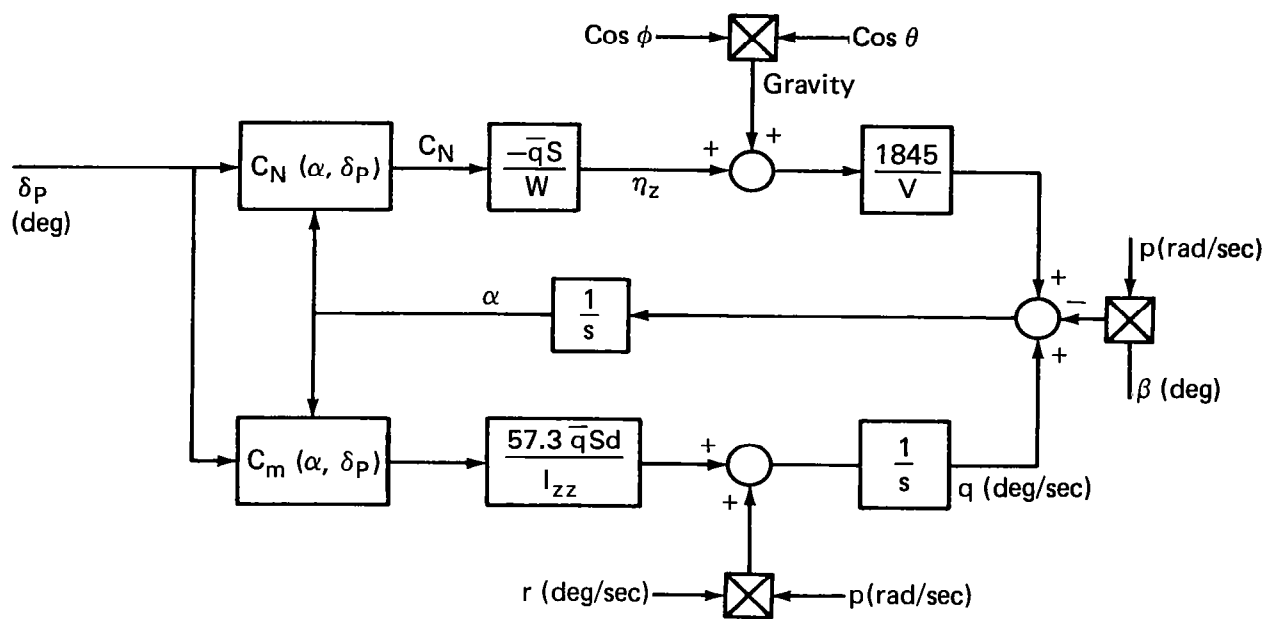 Cos ϕ
Cos θ
Gravity
+
+
C_N (α, δ_P)
C_N
−q̅S
W
η_z
1845
V
δ_P
(deg)
p(rad/sec)
+
−
α
1
s
+
β (deg)
C_m (α, δ_P)
57.3 q̅Sd
I_zz
+
+
1
s
q (deg/sec)
r (deg/sec)
p(rad/sec)